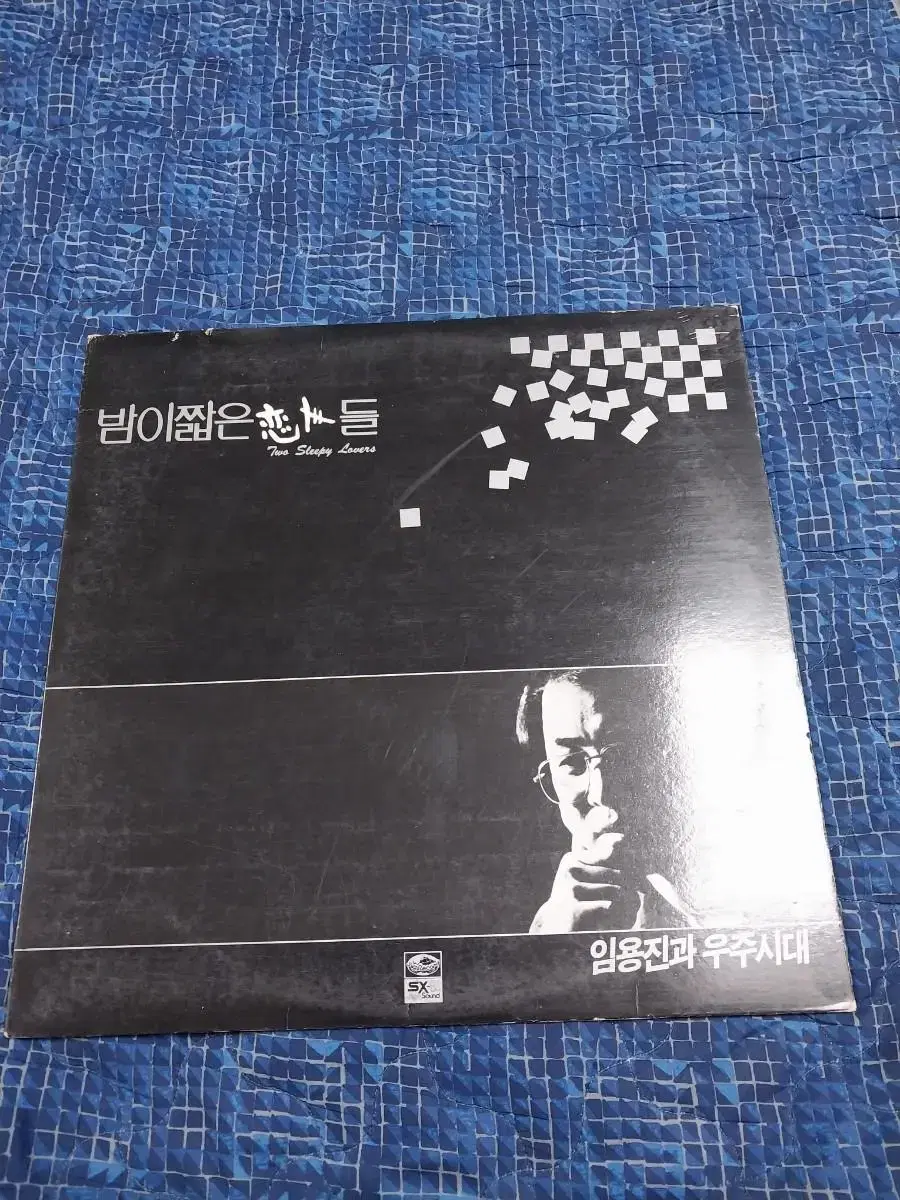 밤이짧은恋人들
Two Sleepy Lovers
임용진과 우주시대
SX
Sound